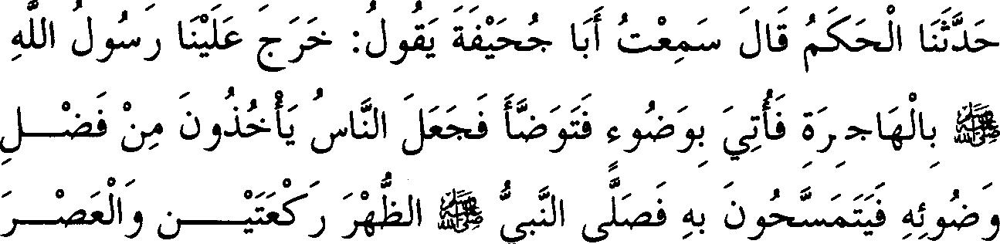 حَدَّثَنَا الْحَكَمُ قَالَ سَمِعْتُ أَبَا جُحَيْفَةَ يَقُولُ: خَرَجَ عَلَيْنَا رَسُولُ اللَّهِ
ﷺ بِالْهَاجِرَةِ فَأُتِيَ بِوَضُوءٍ فَتَوَضَّأَ فَجَعَلَ النَّاسُ يَأْخُذُونَ مِنْ فَضْلِ
وَضُوئِهِ فَيَتَمَسَّحُونَ بِهِ فَصَلَّى النَّبِيُّ ﷺ الظُّهْرَ رَكْعَتَيْنِ وَالْعَصْرَ